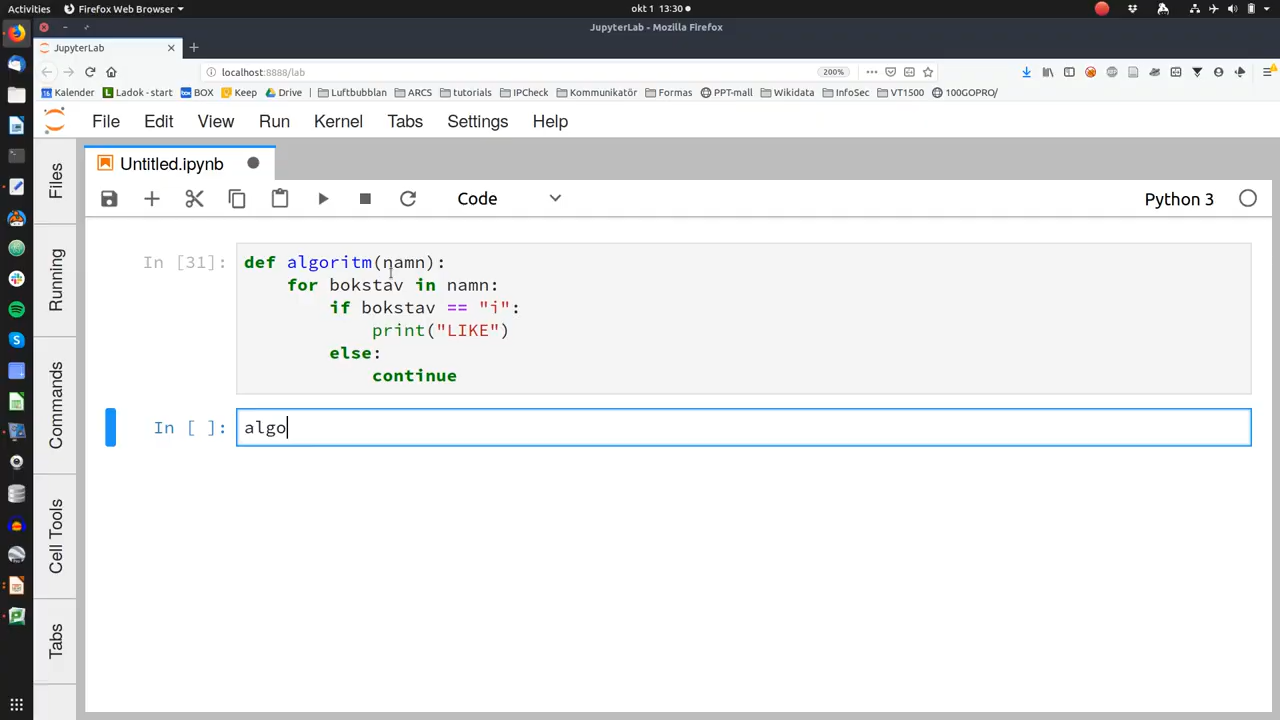 Activities
Firefox Web Browser
okt 1 13:30
JupyterLab - Mozilla Firefox
JupyterLab
localhost:8888/lab
200%
Kalender
Ladok - start
BOX
Keep
Drive
Luftbubblan
ARCS
tutorials
IPCheck
Kommunikatör
Formas
PPT-mall
Wikidata
InfoSec
VT1500
100GOPRO/
File
Edit
View
Run
Kernel
Tabs
Settings
Help
Files
Running
Commands
Cell Tools
Tabs
Untitled.ipynb
Code
Python 3
In [31]:
def algoritm(namn):
    for bokstav in namn:
        if bokstav == "i":
            print("LIKE")
        else:
            continue
In [ ]:
algo